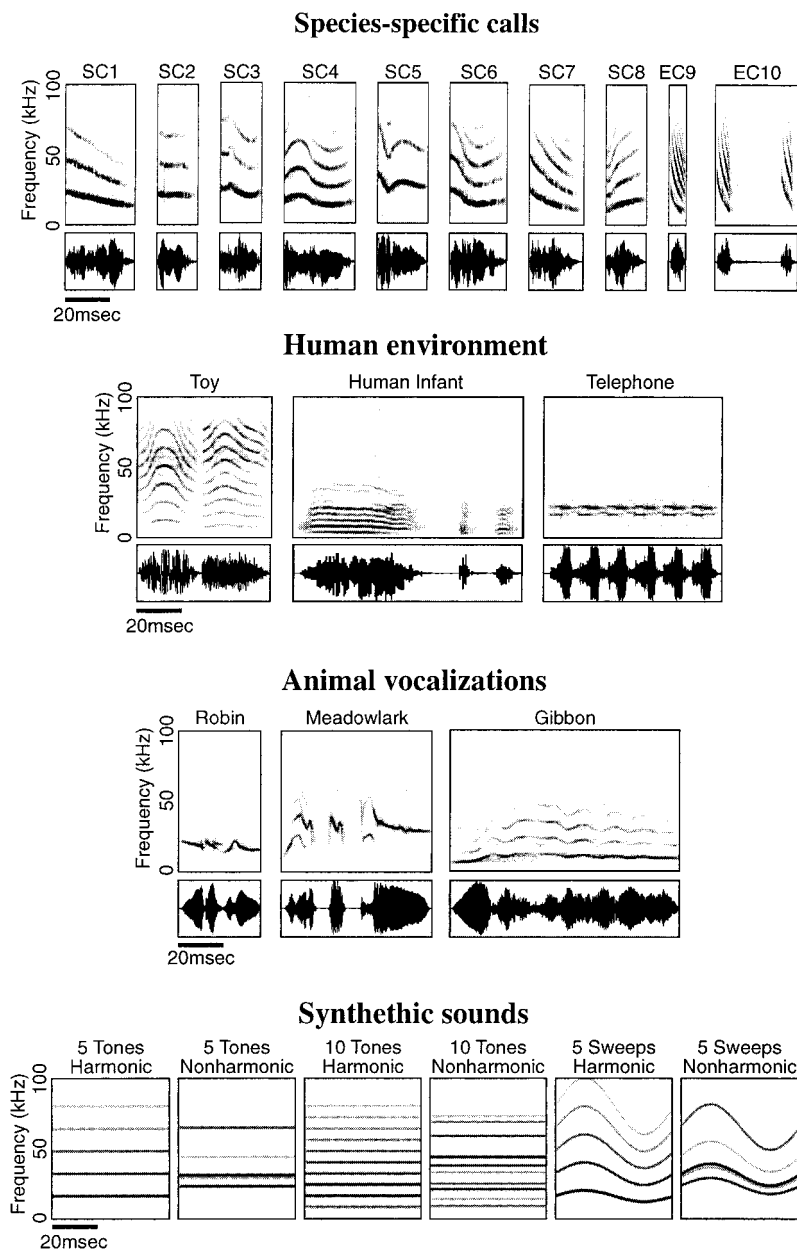 Species-specific calls
SC1 SC2 SC3 SC4 SC5 SC6 SC7 SC8 EC9 EC10
Frequency (kHz)
100
50
0
20msec
Human environment
Toy Human Infant Telephone
Frequency (kHz)
100
50
0
20msec
Animal vocalizations
Robin Meadowlark Gibbon
Frequency (kHz)
100
50
0
20msec
Synthethic sounds
5 Tones 5 Tones 10 Tones 10 Tones 5 Sweeps 5 Sweeps
Harmonic Nonharmonic Harmonic Nonharmonic Harmonic Nonharmonic
Frequency (kHz)
100
50
0
20msec